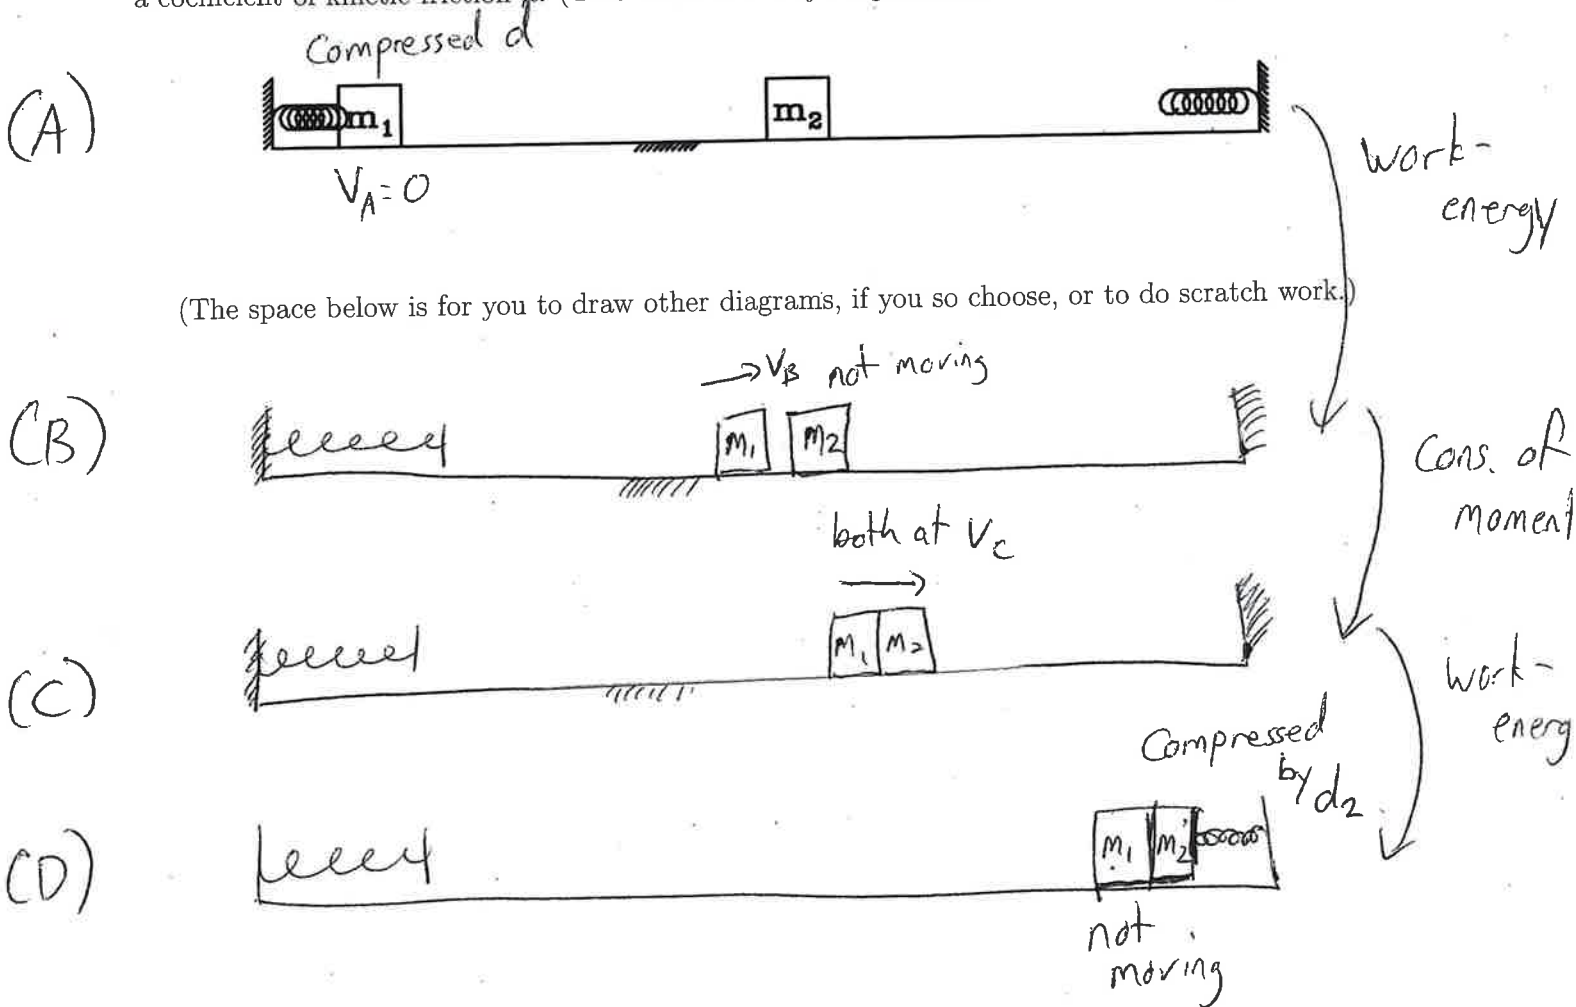 a coefficient of kinetic friction
Compressed d
(A)
m1
m2
VA=0
work-
energy
(The space below is for you to draw other diagrams, if you so choose, or to do scratch work.)
(B)
→VB not moving
m1 m2
Cons. of
moment
both at Vc
(C)
m1 m2
work-
energ
Compressed
by d2
(D)
m1 m2
not
moving